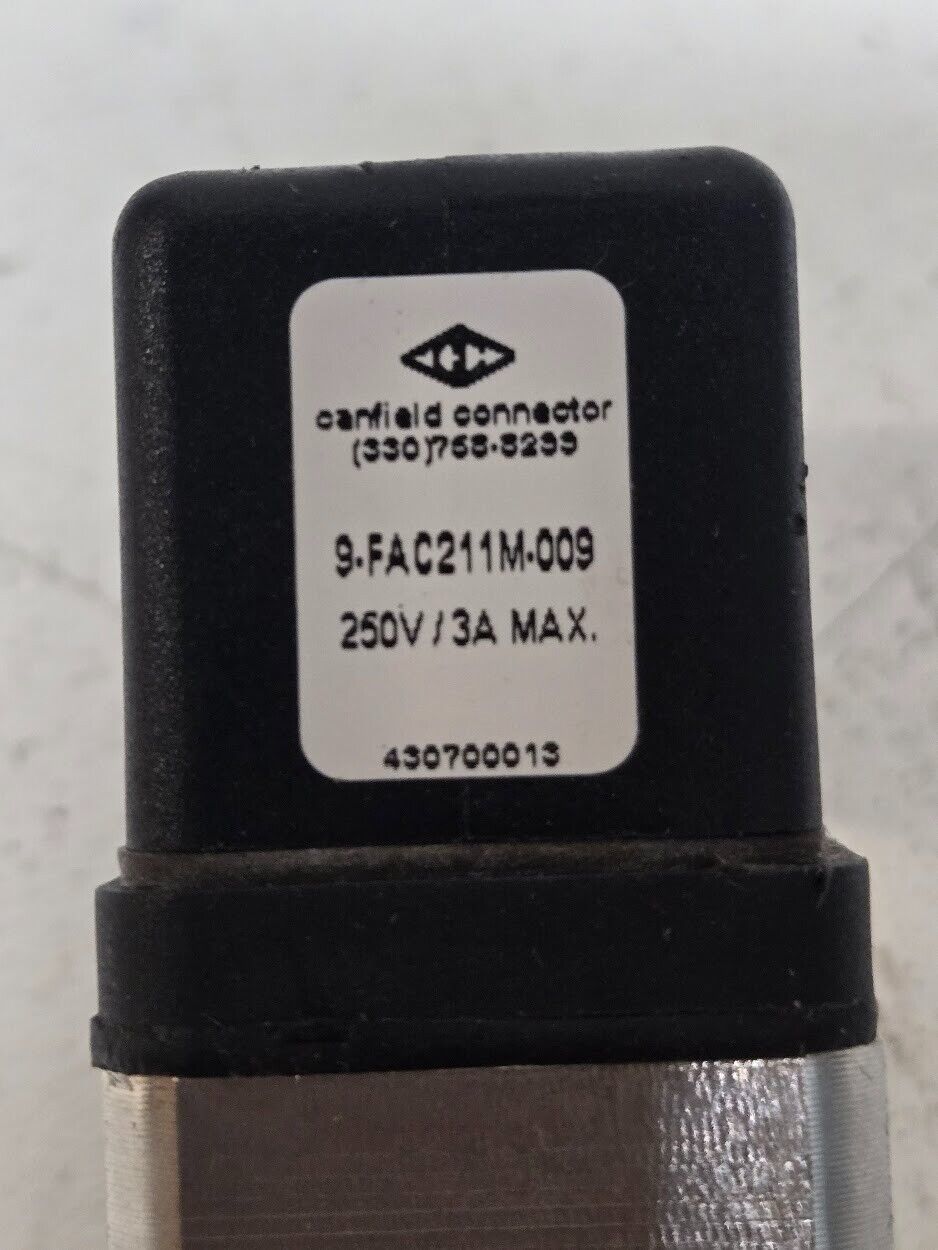 canfield connector
(330)758-8299
9-FAC211M-009
250V / 3A MAX.
430700013